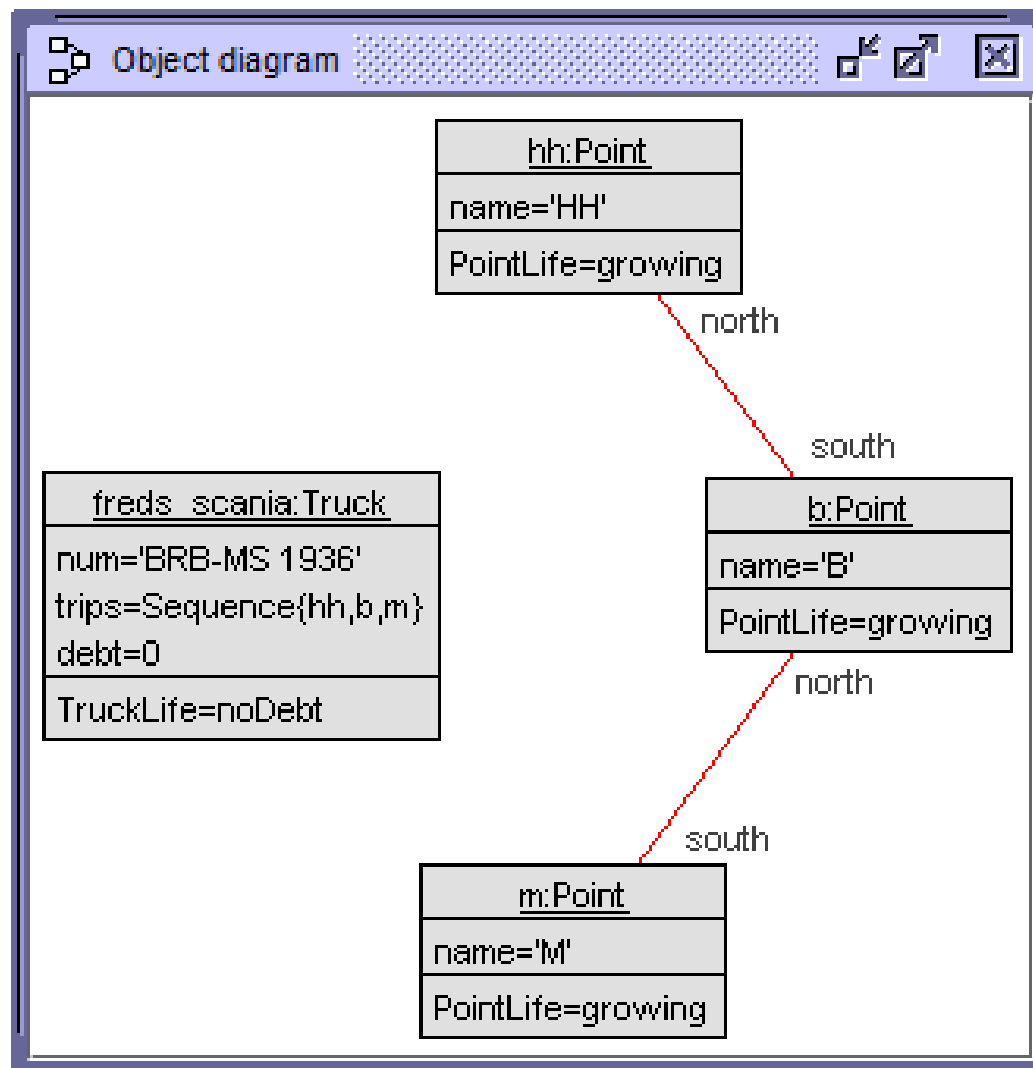 Object diagram
hh:Point
name='HH'
PointLife=growing
north
south
freds_scania:Truck
num='BRB-MS 1936'
trips=Sequence{hh,b,m}
debt=0
TruckLife=noDebt
b:Point
name='B'
PointLife=growing
north
south
m:Point
name='M'
PointLife=growing